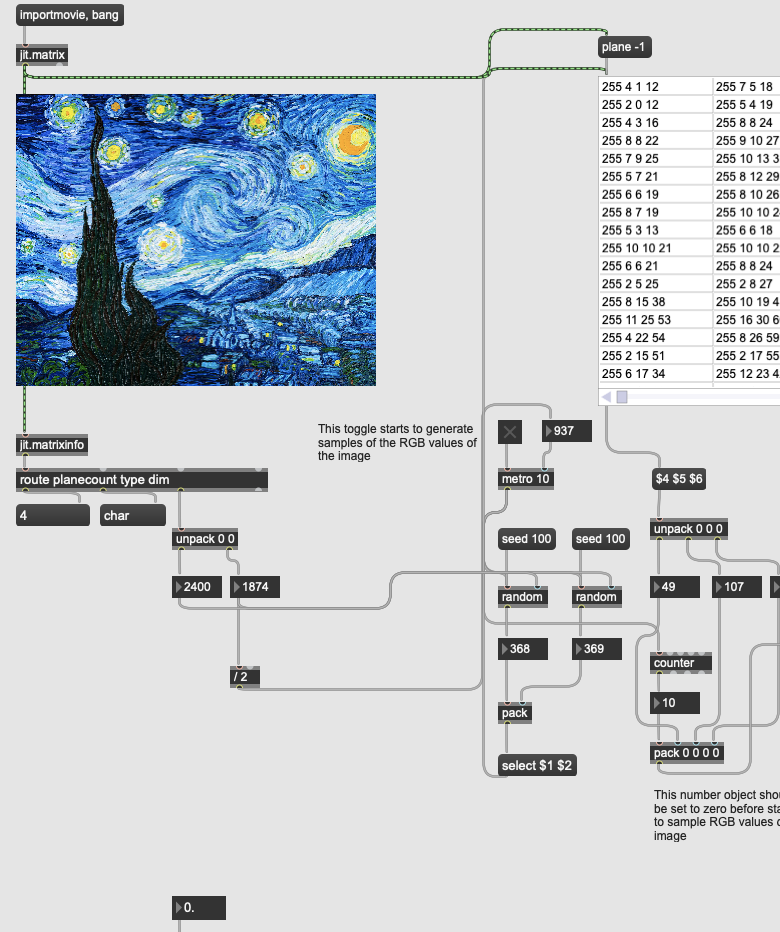 importmovie, bang
jit.matrix
plane -1
255 4 1 12
255 7 5 18
255 2 0 12
255 5 4 19
255 4 3 16
255 8 8 24
255 8 8 22
255 9 10 27
255 7 9 25
255 10 13 3
255 5 7 21
255 8 12 29
255 6 6 19
255 8 10 26
255 8 7 19
255 10 10 2
255 5 3 13
255 6 6 18
255 10 10 21
255 10 10 2
255 6 6 21
255 8 8 24
255 2 5 25
255 2 8 27
255 8 15 38
255 10 19 4
255 11 25 53
255 16 30 6
255 4 22 54
255 8 26 59
255 2 15 51
255 2 17 55
255 6 17 34
255 12 23 4
jit.matrixinfo
route planecount type dim
4
char
unpack 0 0
2400
1874
/ 2
This toggle starts to generate
samples of the RGB values of
the image
937
metro 10
seed 100
seed 100
random
random
368
369
pack
select $1 $2
$4 $5 $6
unpack 0 0 0
49
107
counter
10
pack 0 0 0 0
This number object shou
be set to zero before sta
to sample RGB values o
image
0.